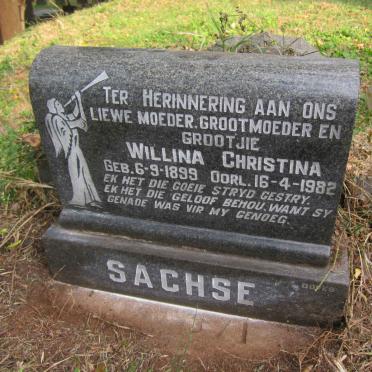 TER HERINNERING AAN ONS
LIEWE MOEDER, GROOTMOEDER EN
GROOTJIE
WILLINA CHRISTINA
GEB. 6-9-1899 OORL. 16-4-1982
EK HET DIE GOEIE STRYD GESTRY.
EK HET DIE GELOOF BEHOU, WANT SY
GENADE WAS VIR MY GENOEG.
SACHSE